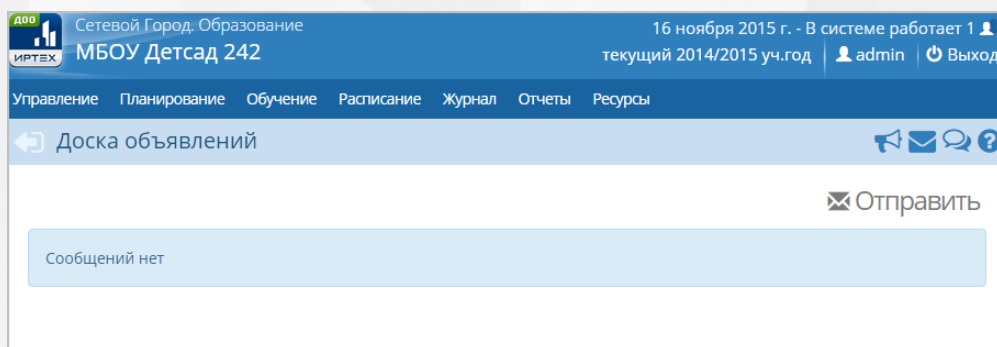 ДОО
ИРТЕХ
Сетевой Город. Образование
МБОУ Детсад 242
16 ноября 2015 г. - В системе работает 1
текущий 2014/2015 уч.год admin Выход
Управление Планирование Обучение Расписание Журнал Отчеты Ресурсы
Доска объявлений
?
Отправить
Сообщений нет